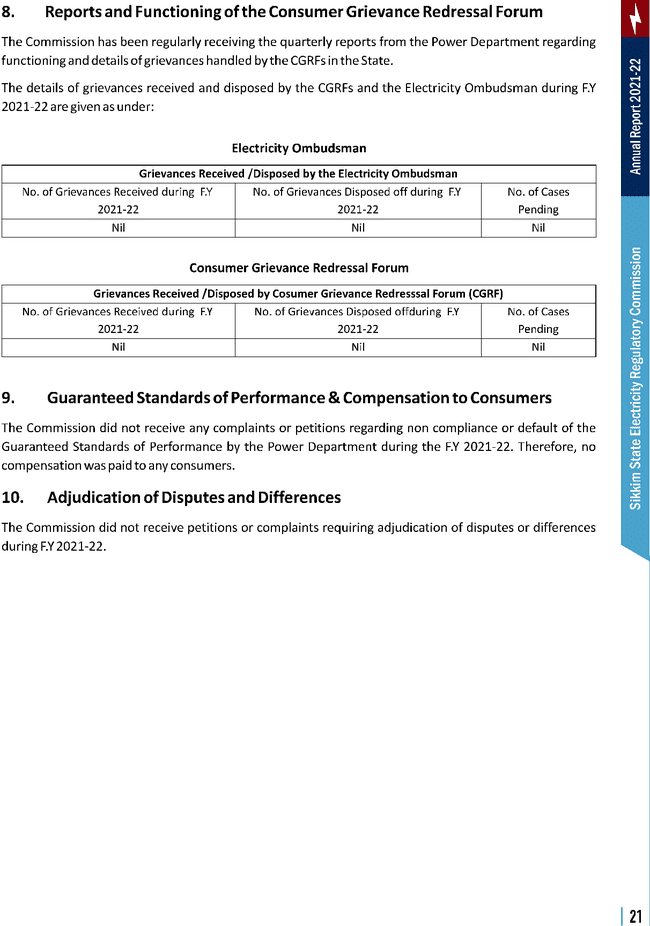 8. Reports and Functioning of the Consumer Grievance Redressal Forum
The Commission has been regularly receiving the quarterly reports from the Power Department regarding
functioning and details of grievances handled by the CGRFs in the State.
The details of grievances received and disposed by the CGRFs and the Electricity Ombudsman during F.Y
2021-22 are given as under:
Electricity Ombudsman
Grievances Received /Disposed by the Electricity Ombudsman
No. of Grievances Received during F.Y No. of Grievances Disposed off during F.Y No. of Cases
2021-22 2021-22 Pending
Nil Nil Nil
Consumer Grievance Redressal Forum
Grievances Received /Disposed by Cosumer Grievance Redresssal Forum (CGRF)
No. of Grievances Received during F.Y No. of Grievances Disposed offduring F.Y No. of Cases
2021-22 2021-22 Pending
Nil Nil Nil
9. Guaranteed Standards of Performance & Compensation to Consumers
The Commission did not receive any complaints or petitions regarding non compliance or default of the
Guaranteed Standards of Performance by the Power Department during the F.Y 2021-22. Therefore, no
compensation was paid to any consumers.
10. Adjudication of Disputes and Differences
The Commission did not receive petitions or complaints requiring adjudication of disputes or differences
during F.Y 2021-22.
Annual Report 2021-22
Sikkim State Electricity Regulatory Commission
21